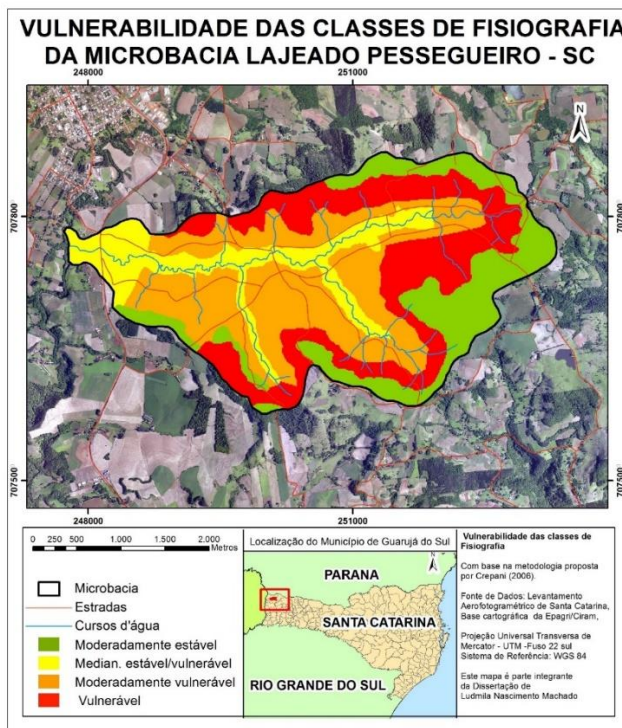 VULNERABILIDADE DAS CLASSES DE FISIOGRAFIA
DA MICROBACIA LAJEADO PESSEGUEIRO - SC
248000
251000
707800
707800
707500
707500
N
248000
251000
0 250 500 1.000 1.500 2.000
Metros
Microbacia
Estradas
Cursos d'água
Moderadamente estável
Median. estável/vulnerável
Moderadamente vulnerável
Vulnerável
Localização do Município de Guarujá do Sul
N
PARANA
SANTA CATARINA
RIO GRANDE DO SUL
Vulnerabilidade das classes de
Fisiografia
Com base na metodologia proposta
por Crepani (2006).
Fonte de Dados: Levantamento
Aerofotogramétrico de Santa Catarina,
Base cartográfica da Epagri/Ciram,
Projeção Universal Transversa de
Mercator - UTM -Fuso 22 sul
Sistema de Referência: WGS 84
Este mapa é parte integrante
da Dissertação de
Ludmila Nascimento Machado